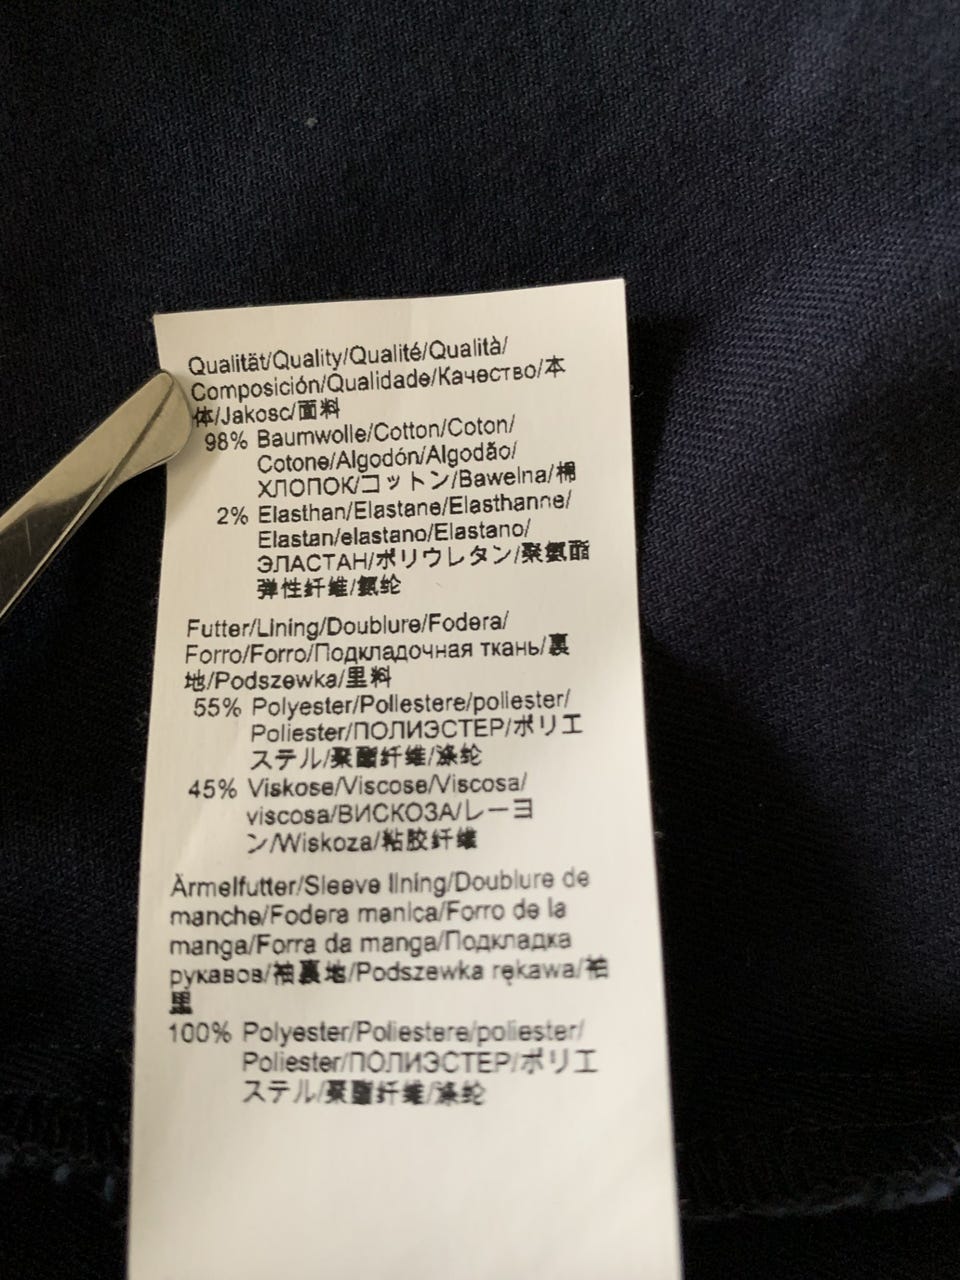 Qualität/Quality/Qualité/Qualità/
Composición/Qualidade/Качество/本
体/Jakosc/面料
98% Baumwolle/Cotton/Coton/
Cotone/Algodón/Algodão/
ХЛОПОК/コットン/Bawelna/棉
2% Elasthan/Elastane/Elasthanne/
Elastan/elastano/Elastano/
ЭЛАСТАН/ポリウレタン/聚氨酯
弹性纤维/氨纶
Futter/Lining/Doublure/Fodera/
Forro/Forro/Подкладочная ткань/裏
地/Podszewka/里料
55% Polyester/Poliestere/poliester/
Poliester/ПОЛИЭСТЕР/ポリエ
ステル/聚酯纤维/涤纶
45% Viskose/Viscose/Viscosa/
viscosa/ВИСКОЗА/レーヨ
ン/Wiskoza/粘胶纤维
Ärmelfutter/Sleeve lining/Doublure de
manche/Fodera manica/Forro de la
manga/Forra da manga/Подкладка
рукавов/袖裏地/Podszewka rękawa/袖
里
100% Polyester/Poliestere/poliester/
Poliester/ПОЛИЭСТЕР/ポリエ
ステル/聚酯纤维/涤纶